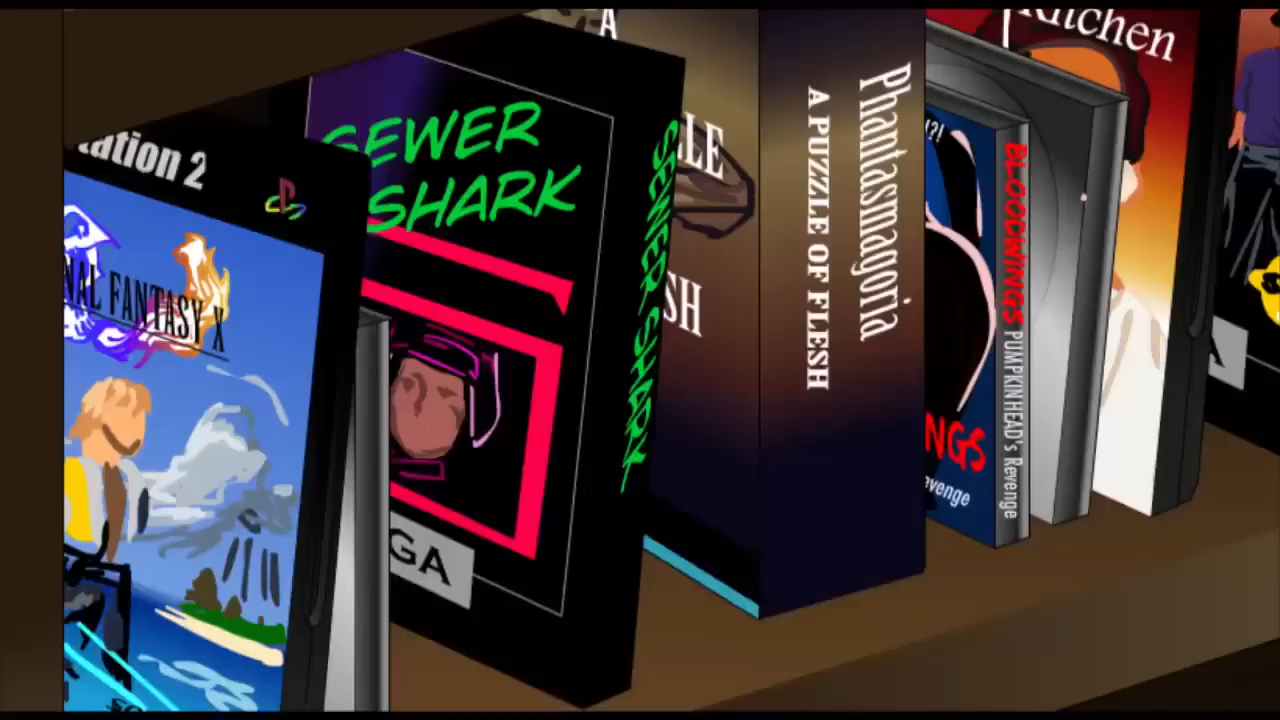 tation 2
NAL FANTASY X
SEWER
SHARK
GA
SEWER SHARK
A
LE
SH
Phantasmagoria
A PUZZLE OF FLESH
!?!
NGS
evenge
BLOODWINGS PUMPKINHEAD's Revenge
Kitchen
A